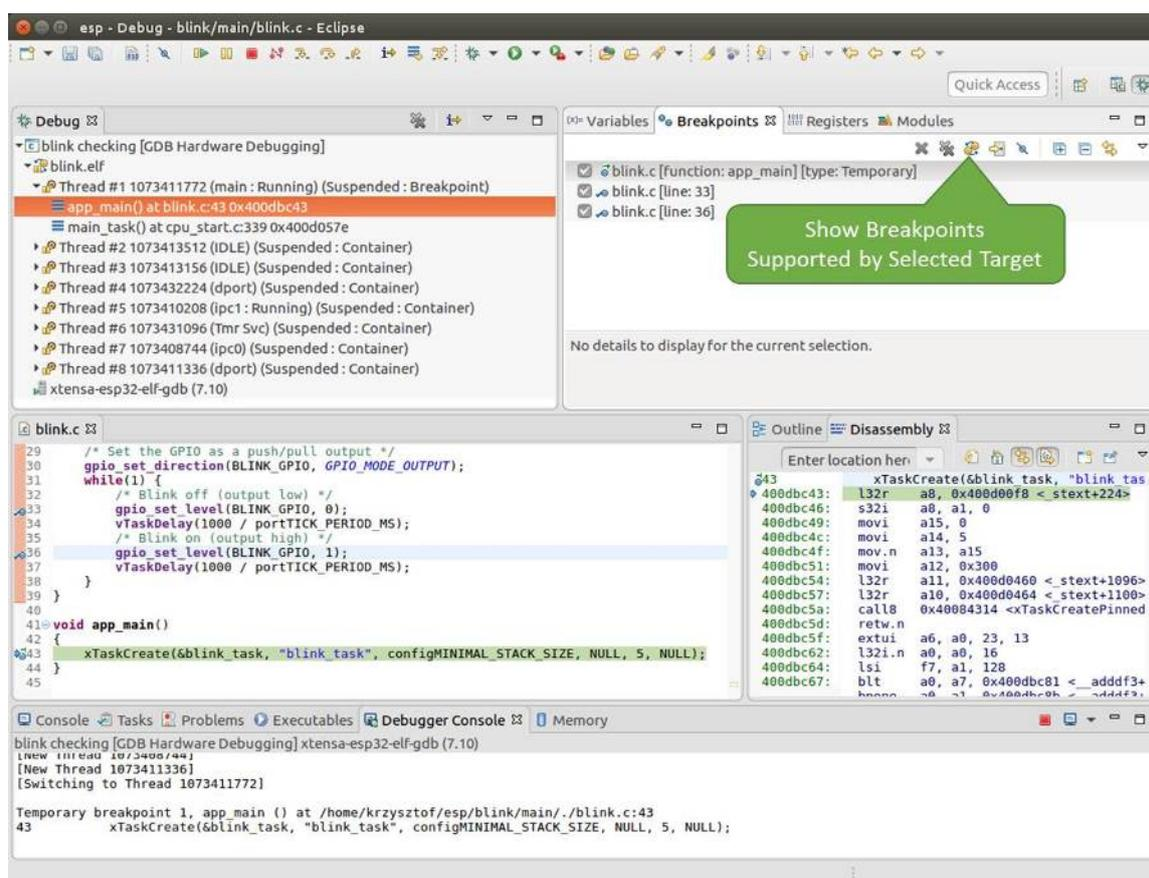 esp - Debug - blink/main/blink.c - Eclipse
Quick Access
Debug
blink checking [GDB Hardware Debugging]
blink.elf
Thread #1 1073411772 (main : Running) (Suspended : Breakpoint)
app_main() at blink.c:43 0x400dbc43
main_task() at cpu_start.c:339 0x400d057e
Thread #2 1073413512 (IDLE) (Suspended : Container)
Thread #3 1073413156 (IDLE) (Suspended : Container)
Thread #4 1073432224 (dport) (Suspended : Container)
Thread #5 1073410208 (ipc1 : Running) (Suspended : Container)
Thread #6 1073431096 (Tmr Svc) (Suspended : Container)
Thread #7 1073408744 (ipc0) (Suspended : Container)
Thread #8 1073411336 (dport) (Suspended : Container)
xtensa-esp32-elf-gdb (7.10)
(x)= Variables Breakpoints Registers Modules
blink.c [function: app_main] [type: Temporary]
blink.c [line: 33]
blink.c [line: 36]
Show Breakpoints
Supported by Selected Target
No details to display for the current selection.
blink.c
29 /* Set the GPIO as a push/pull output */
30 gpio_set_direction(BLINK_GPIO, GPIO_MODE_OUTPUT);
31 while(1) {
32 /* Blink off (output low) */
33 gpio_set_level(BLINK_GPIO, 0);
34 vTaskDelay(1000 / portTICK_PERIOD_MS);
35 /* Blink on (output high) */
36 gpio_set_level(BLINK_GPIO, 1);
37 vTaskDelay(1000 / portTICK_PERIOD_MS);
38 }
39 }
40
41 void app_main()
42 {
43 xTaskCreate(&blink_task, "blink_task", configMINIMAL_STACK_SIZE, NULL, 5, NULL);
44 }
45
Outline Disassembly
Enter location her
43 xTaskCreate(&blink_task, "blink_tas
400dbc43: l32r a8, 0x400d00f8 <_stext+224>
400dbc46: s32i a8, a1, 0
400dbc49: movi a15, 0
400dbc4c: movi a14, 5
400dbc4f: mov.n a13, a15
400dbc51: movi a12, 0x300
400dbc54: l32r a11, 0x400d0460 <_stext+1096>
400dbc57: l32r a10, 0x400d0464 <_stext+1100>
400dbc5a: call8 0x40084314 <xTaskCreatePinned
400dbc5d: retw.n
400dbc5f: extui a6, a0, 23, 13
400dbc62: l32i.n a0, a0, 16
400dbc64: lsi f7, a1, 128
400dbc67: blt a0, a7, 0x400dbc81 <__adddf3+
Console Tasks Problems Executables Debugger Console Memory
blink checking [GDB Hardware Debugging] xtensa-esp32-elf-gdb (7.10)
[New Thread 1073408744]
[New Thread 1073411336]
[Switching to Thread 1073411772]
Temporary breakpoint 1, app_main () at /home/krzysztof/esp/blink/main/./blink.c:43
43 xTaskCreate(&blink_task, "blink_task", configMINIMAL_STACK_SIZE, NULL, 5, NULL);